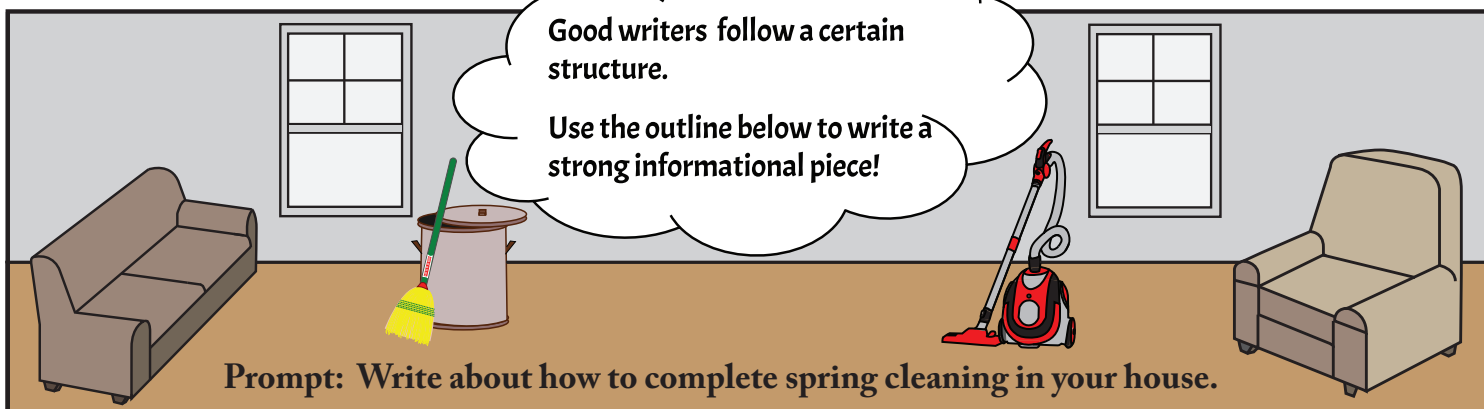 Good writers follow a certain
structure.
Use the outline below to write a
strong informational piece!
Prompt: Write about how to complete spring cleaning in your house.